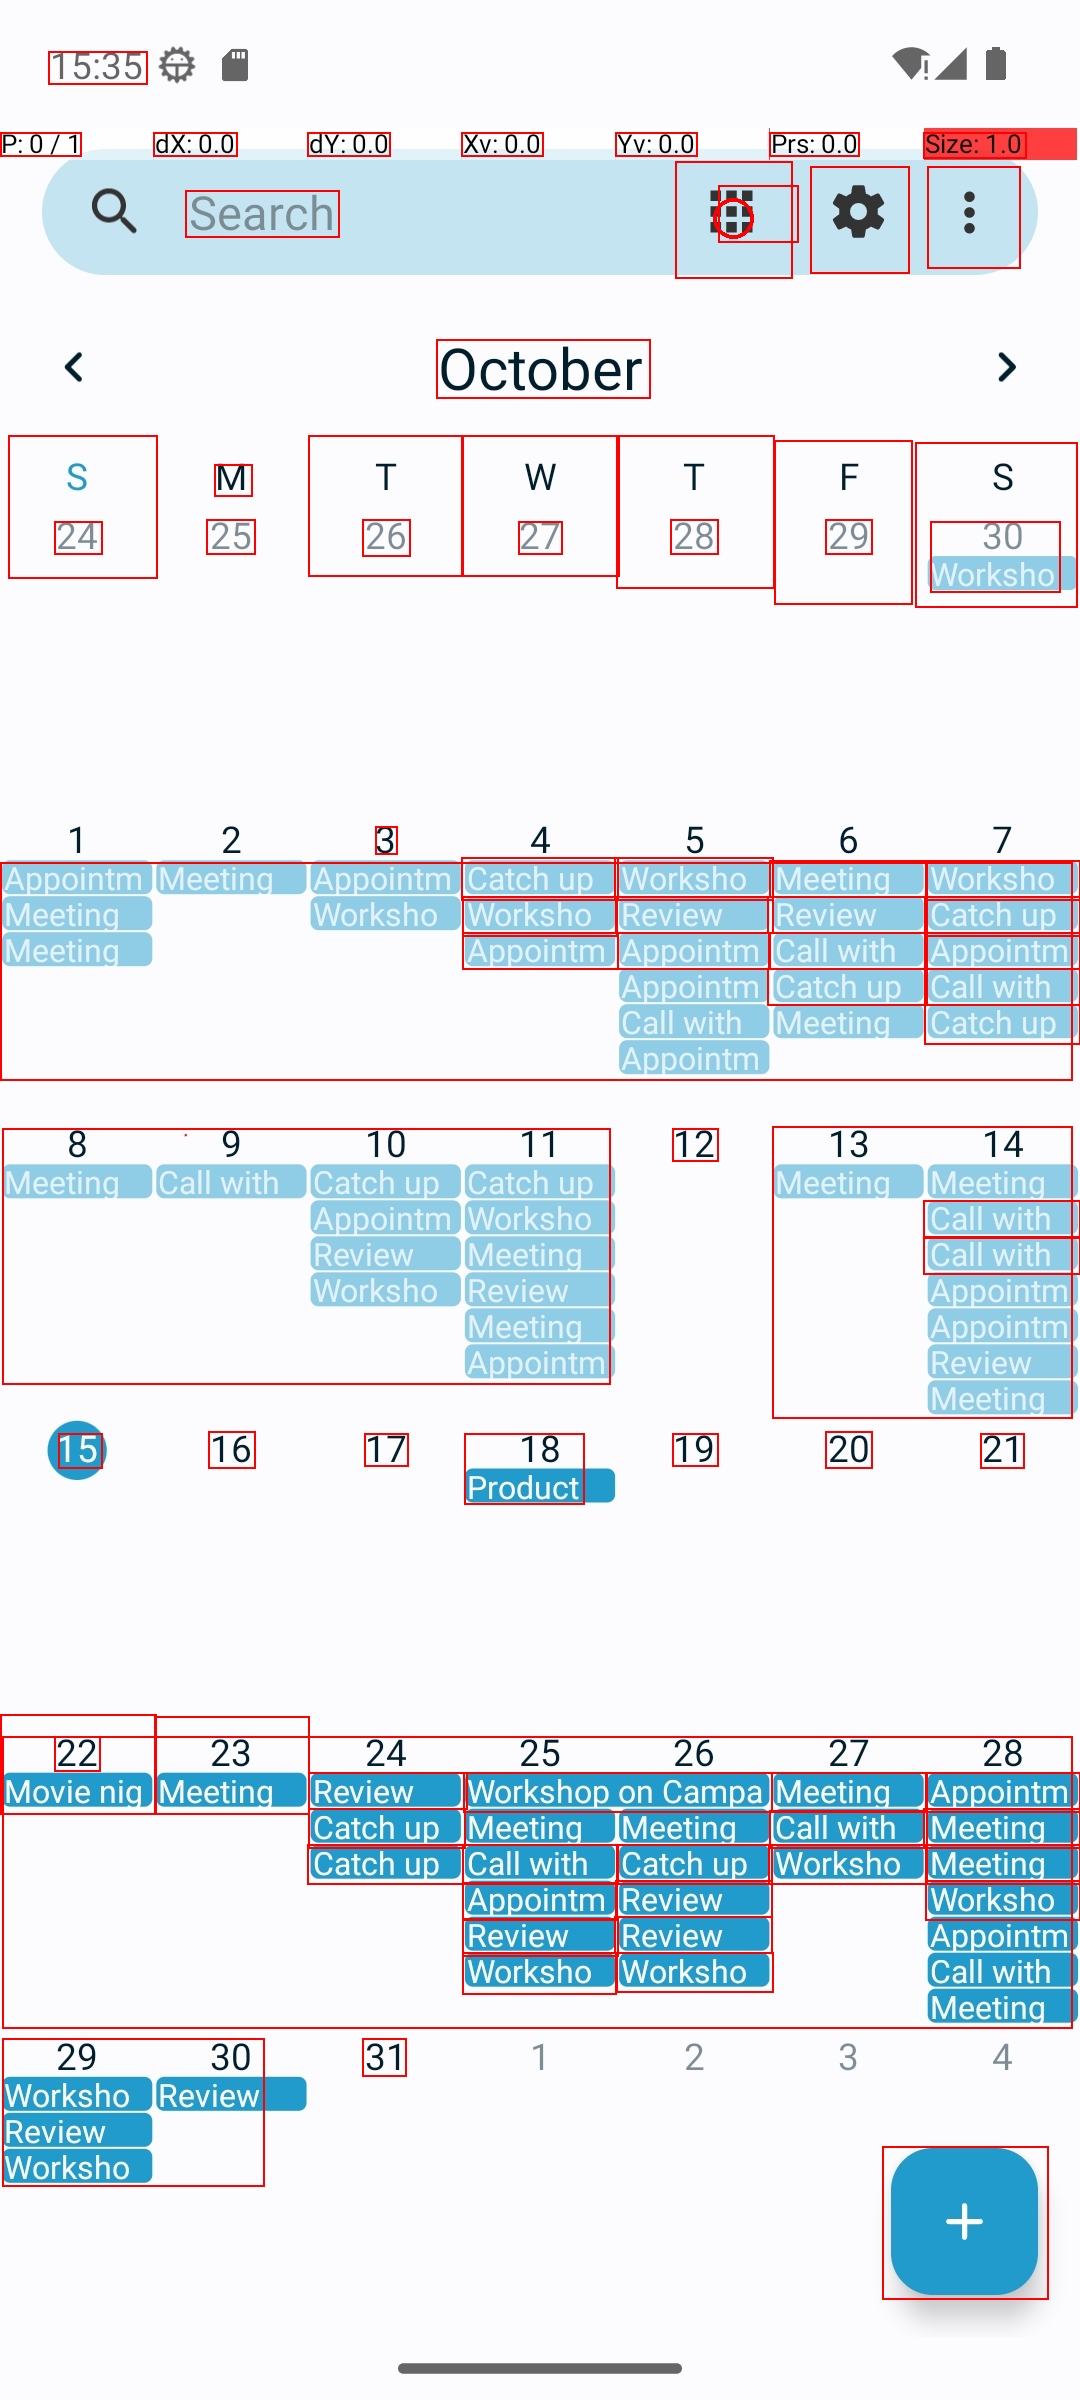 15:35
P: 0 / 1 dX: 0.0 dY: 0.0 Xv: 0.0 Yv: 0.0 Prs: 0.0 Size: 1.0
Search
October
S M T W T F S
24 25 26 27 28 29 30
Worksho
1 2 3 4 5 6 7
Appointm Meeting Appointm Catch up Worksho Meeting Worksho
Meeting Worksho Worksho Review Review Catch up
Meeting Appointm Appointm Call with Appointm
Appointm Catch up Call with
Call with Meeting Catch up
Appointm
8 9 10 11 12 13 14
Meeting Call with Catch up Catch up Meeting Meeting
Appointm Worksho Call with
Review Meeting Call with
Worksho Review Appointm
Meeting Appointm
Appointm Review
Meeting
15 16 17 18 19 20 21
Product
22 23 24 25 26 27 28
Movie nig Meeting Review Workshop on Campa Meeting Appointm
Catch up Meeting Meeting Call with Meeting
Catch up Call with Catch up Worksho Meeting
Appointm Review Worksho
Review Review Appointm
Worksho Worksho Call with
Meeting
29 30 31 1 2 3 4
Worksho Review
Review
Worksho